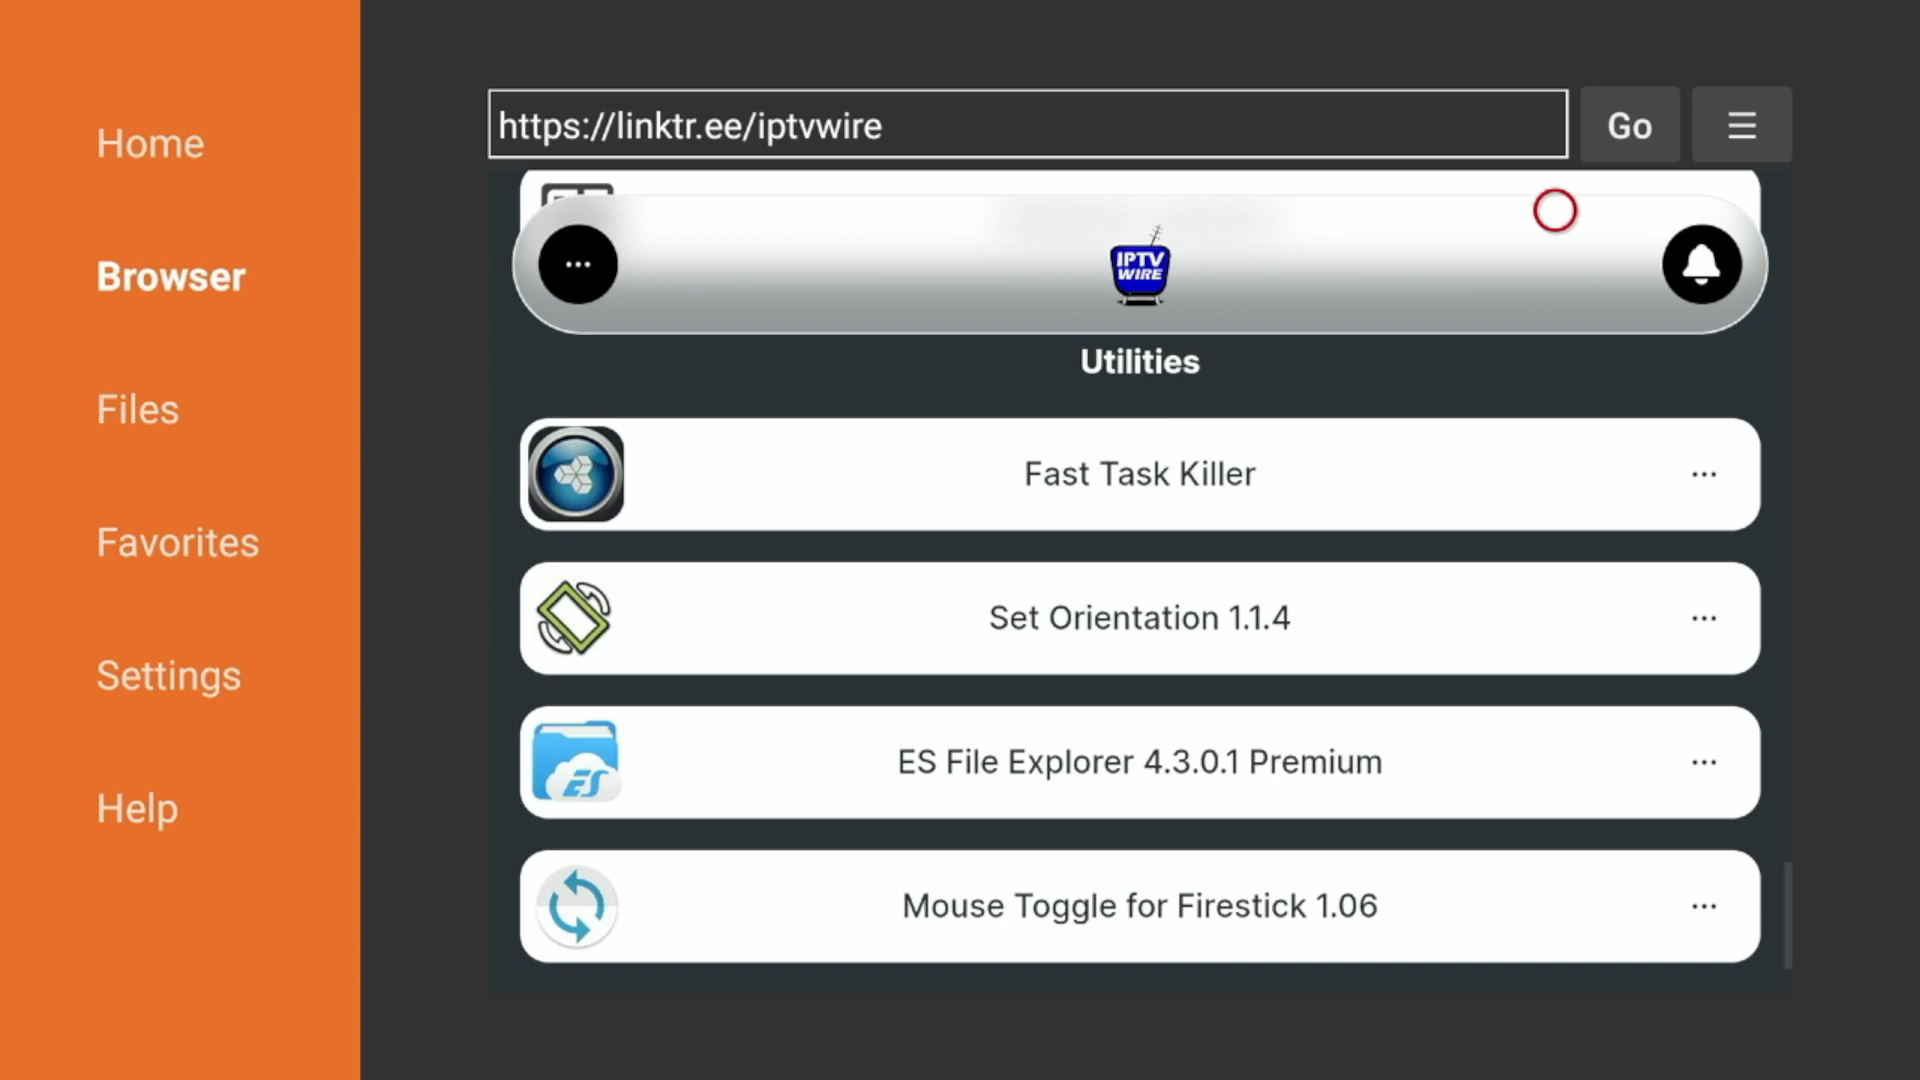 Home
Browser
Files
Favorites
Settings
Help
https://linktr.ee/iptvwire
Go
IPTV
WIRE
Utilities
Fast Task Killer
Set Orientation 1.1.4
ES
ES File Explorer 4.3.0.1 Premium
Mouse Toggle for Firestick 1.06